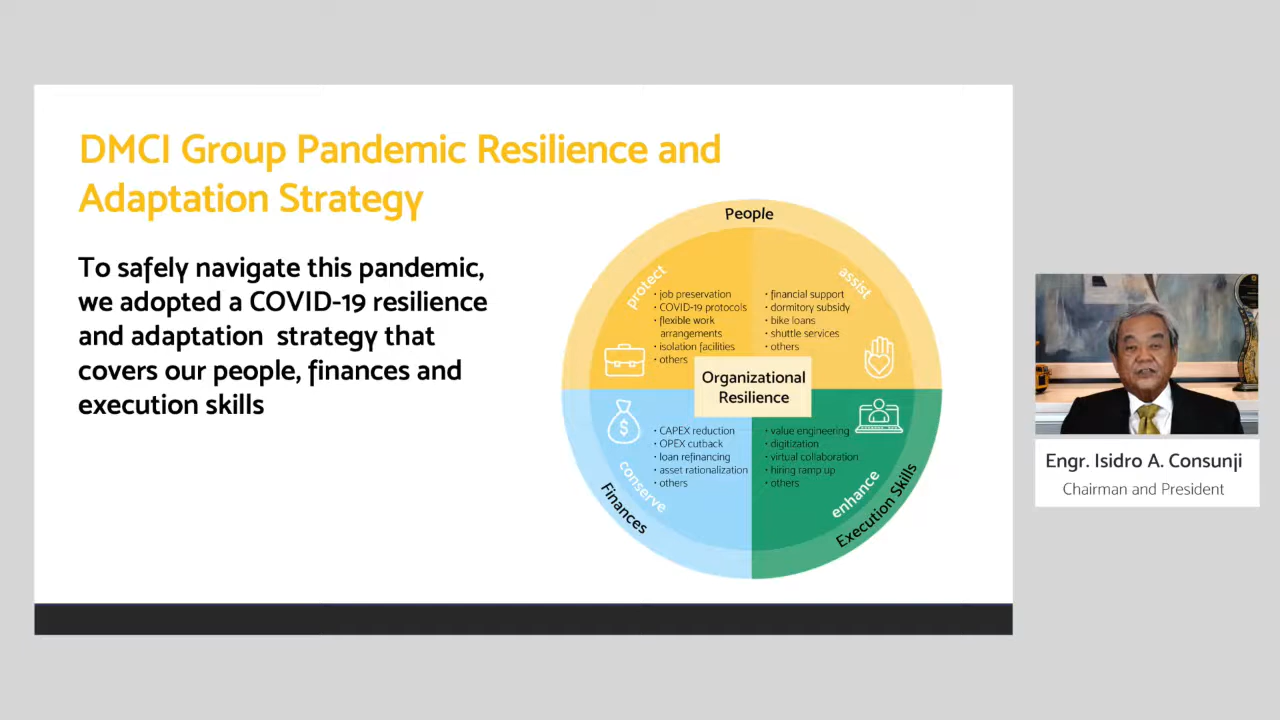 DMCI Group Pandemic Resilience and
Adaptation Strategy
To safely navigate this pandemic,
we adopted a COVID-19 resilience
and adaptation strategy that
covers our people, finances and
execution skills
People
protect
• job preservation
• COVID-19 protocols
• flexible work
arrangements
• isolation facilities
• others
assist
• financial support
• dormitory subsidy
• bike loans
• shuttle services
• others
Organizational
Resilience
$
• CAPEX reduction
• OPEX cutback
• loan refinancing
• asset rationalization
• others
conserve
Finances
• value engineering
• digitization
• virtual collaboration
• hiring ramp up
• others
enhance
Execution Skills
Engr. Isidro A. Consunji
Chairman and President